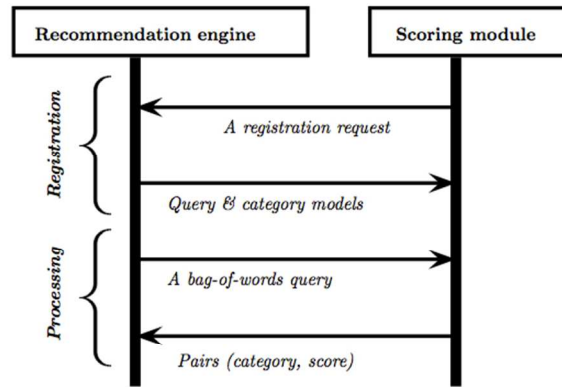 Recommendation engine
Scoring module
Registration
A registration request
Query & category models
Processing
A bag-of-words query
Pairs (category, score)